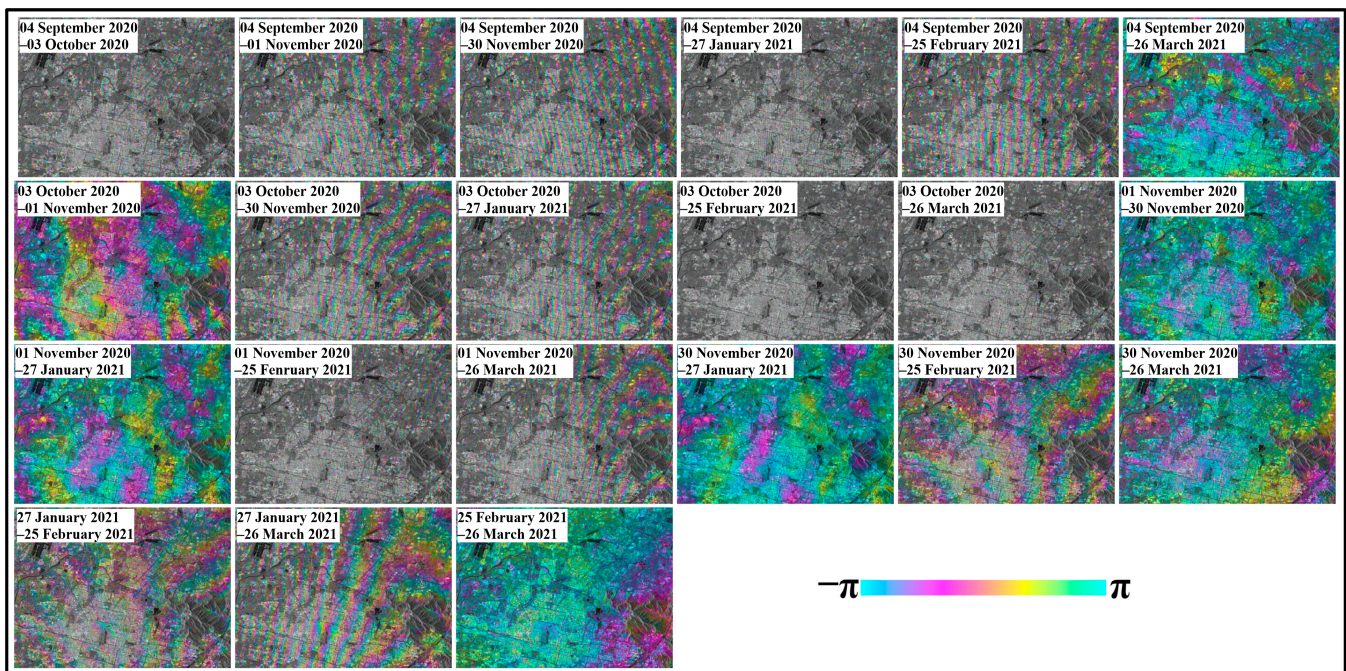 04 September 2020
–03 October 2020
04 September 2020
–01 November 2020
04 September 2020
–30 November 2020
04 September 2020
–27 January 2021
04 September 2020
–25 February 2021
04 September 2020
–26 March 2021
03 October 2020
–01 November 2020
03 October 2020
–30 November 2020
03 October 2020
–27 January 2021
03 October 2020
–25 February 2021
03 October 2020
–26 March 2021
01 November 2020
–30 November 2020
01 November 2020
–27 January 2021
01 November 2020
–25 Fenruary 2021
01 November 2020
–26 March 2021
30 November 2020
–27 January 2021
30 November 2020
–25 February 2021
30 November 2020
–26 March 2021
27 January 2021
–25 February 2021
27 January 2021
–26 March 2021
25 February 2021
–26 March 2021
–π π